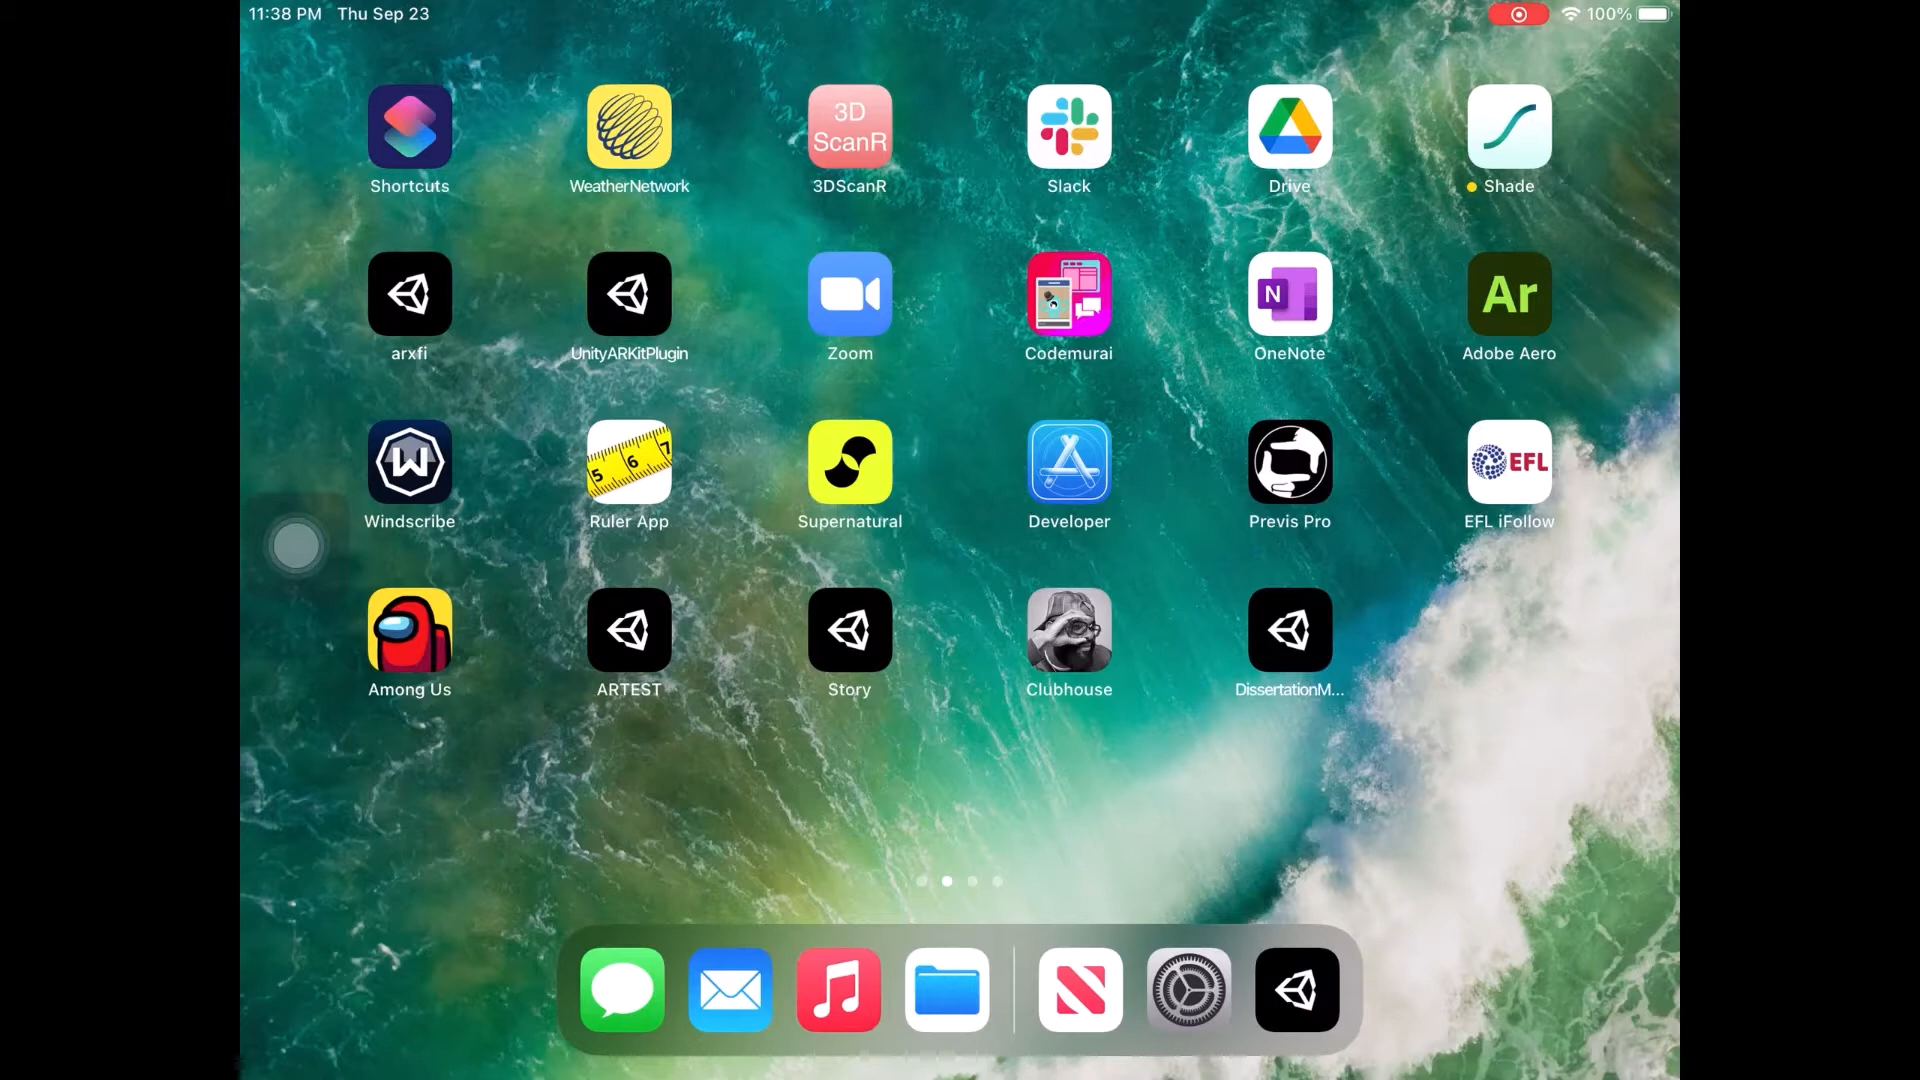 11:38 PM Thu Sep 23 100%
3D
ScanR
Shortcuts WeatherNetwork 3DScanR Slack Drive Shade
N Ar
arxfi UnityARKitPlugin Zoom Codemurai OneNote Adobe Aero
W 5 6 7 EFL
Windscribe Ruler App Supernatural Developer Previs Pro EFL iFollow
Among Us ARTEST Story Clubhouse DissertationM...